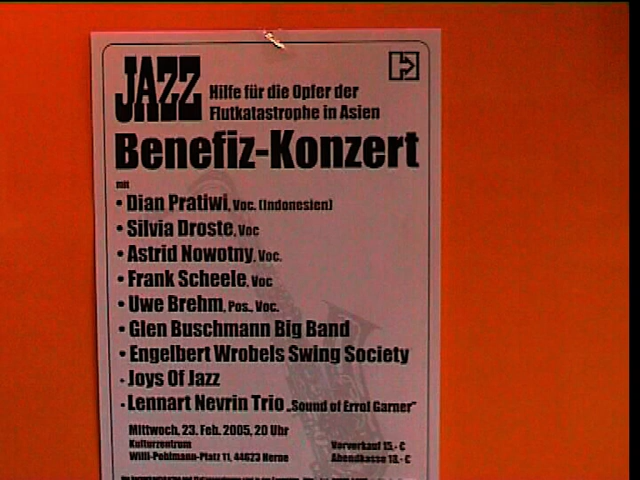 JAZZ Hilfe für die Opfer der
Flutkatastrophe in Asien
Benefiz-Konzert
mit
• Dian Pratiwi, Voc. (Indonesien)
• Silvia Droste, Voc
• Astrid Nowotny, Voc.
• Frank Scheele, Voc
• Uwe Brehm, Pos., Voc.
• Glen Buschmann Big Band
• Engelbert Wrobels Swing Society
• Joys Of Jazz
• Lennart Nevrin Trio „Sound of Errol Garner"
Mittwoch, 23. Feb. 2005, 20 Uhr
Kulturzentrum Vorverkauf 15,- €
Willi-Pohlmann-Platz 11, 44623 Herne Abendkasse 18,- €